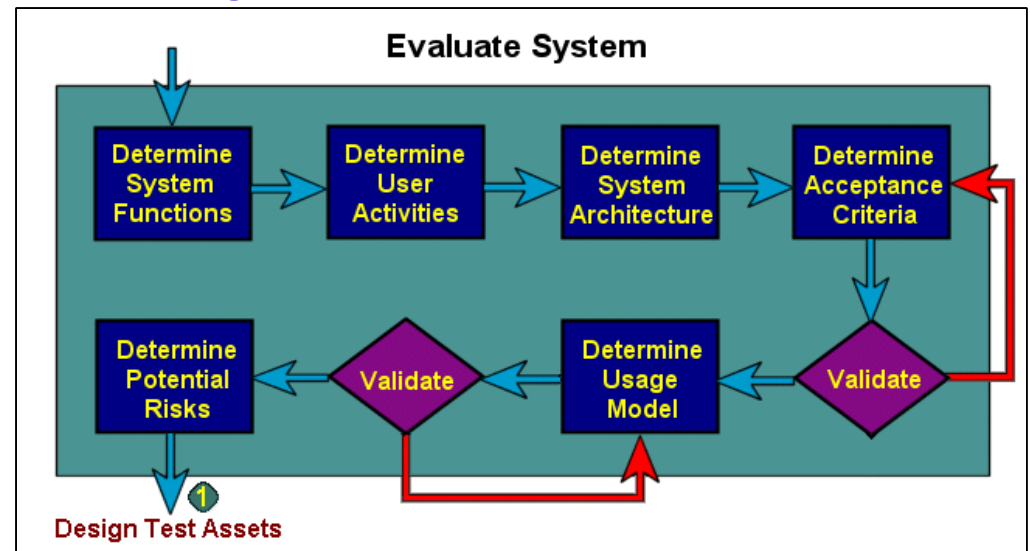 Evaluate System
Determine
System
Functions
Determine
User
Activities
Determine
System
Architecture
Determine
Acceptance
Criteria
Determine
Potential
Risks
Validate
Determine
Usage
Model
Validate
1
Design Test Assets